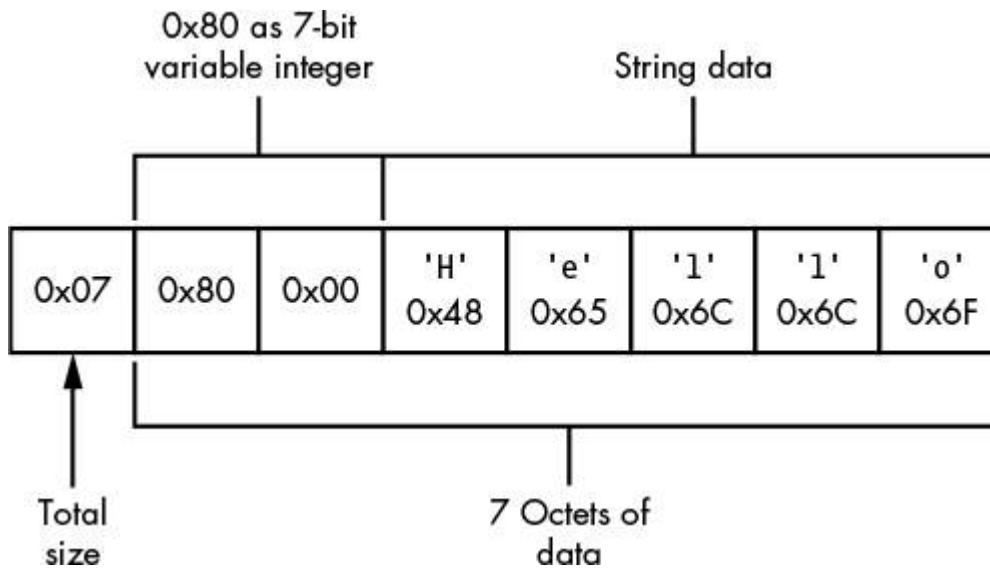 0x80 as 7-bit
variable integer
String data
0x07
0x80
0x00
'H'
0x48
'e'
0x65
'l'
0x6C
'l'
0x6C
'o'
0x6F
Total
size
7 Octets of
data